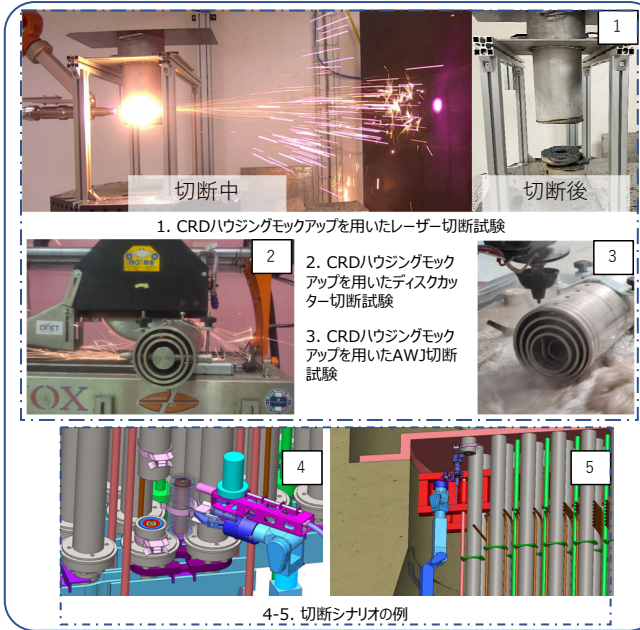 1
切断中
切断後
1. CRDハウジングモックアップを用いたレーザー切断試験
2
ONET
OX
2. CRDハウジングモック
アップを用いたディスクカッ
ター切断試験
3. CRDハウジングモック
アップを用いたAWJ切断
試験
3
4
5
4-5. 切断シナリオの例